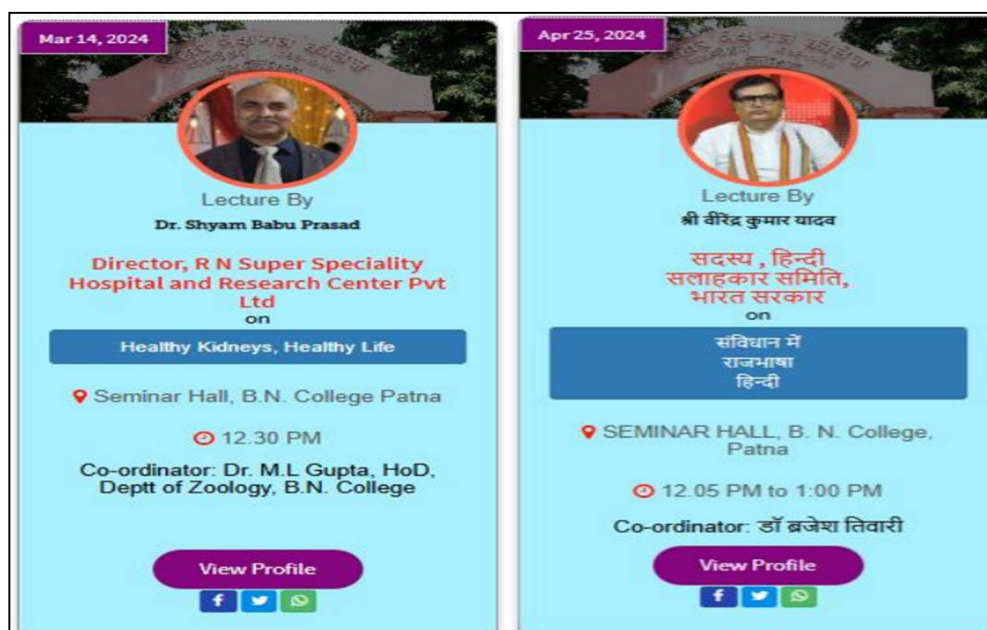 Mar 14, 2024
Lecture By
Dr. Shyam Babu Prasad
Director, R N Super Speciality
Hospital and Research Center Pvt
Ltd
on
Healthy Kidneys, Healthy Life
Seminar Hall, B.N. College Patna
12.30 PM
Co-ordinator: Dr. M.L Gupta, HoD,
Deptt of Zoology, B.N. College
View Profile
Apr 25, 2024
Lecture By
श्री वीरेंद्र कुमार यादव
सदस्य , हिन्दी
सलाहकार समिति,
भारत सरकार
on
संविधान में
राजभाषा
हिन्दी
SEMINAR HALL, B. N. College,
Patna
12.05 PM to 1:00 PM
Co-ordinator: डॉ ब्रजेश तिवारी
View Profile